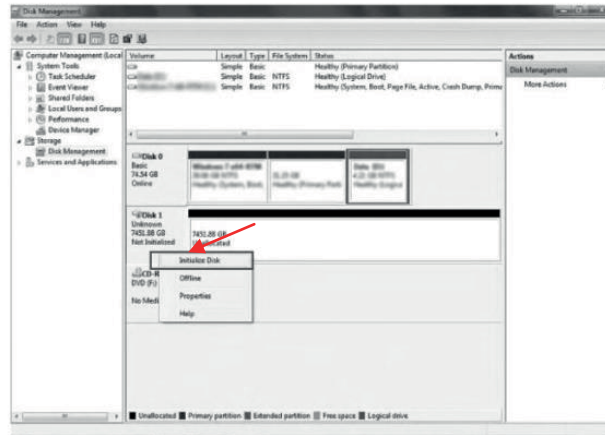 Disk Management
File Action View Help
Computer Management (Local
System Tools
Task Scheduler
Event Viewer
Shared Folders
Local Users and Groups
Performance
Device Manager
Storage
Disk Management
Services and Applications
Volume Layout Type File System Status
Simple Basic Healthy (Primary Partition)
Simple Basic NTFS Healthy (Logical Drive)
Simple Basic NTFS Healthy (System, Boot, Page File, Active, Crash Dump, Prima
Actions
Disk Management
More Actions
Disk 0
Basic
74.54 GB
Online
Disk 1
Unknown
7451.88 GB
Not Initialized
7451.88 GB
Unallocated
Initialize Disk
Offline
Properties
Help
CD-R
DVD (F:)
No Medi
Unallocated Primary partition Extended partition Free space Logical drive